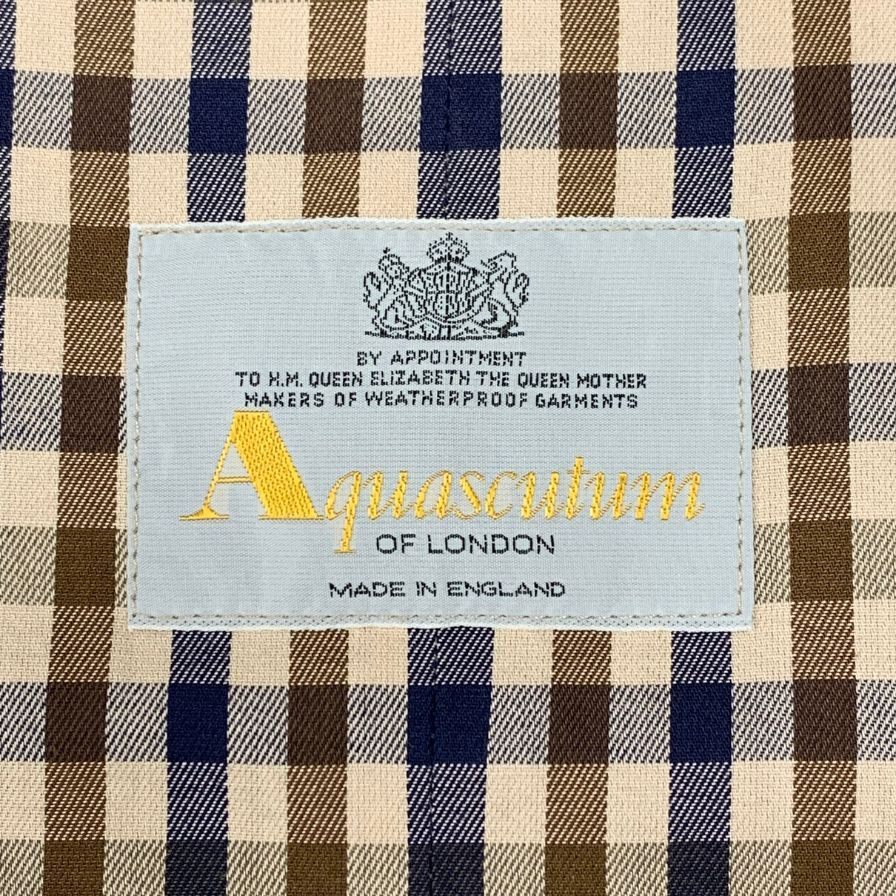 BY APPOINTMENT
TO H.M. QUEEN ELIZABETH THE QUEEN MOTHER
MAKERS OF WEATHERPROOF GARMENTS
Aquascutum
OF LONDON
MADE IN ENGLAND